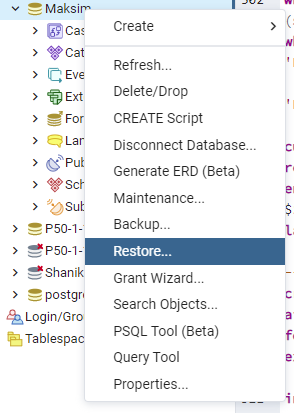 Maksim
Create
Refresh...
Delete/Drop
CREATE Script
Disconnect Database...
Generate ERD (Beta)
Maintenance...
Backup...
Restore...
Grant Wizard...
Search Objects...
PSQL Tool (Beta)
Query Tool
Properties...
Cas
Cat
Eve
Ext
For
Lan
Pub
Sch
Sub
P50-1-
P50-1-
Shanik
postgr
Login/Gro
Tablespac